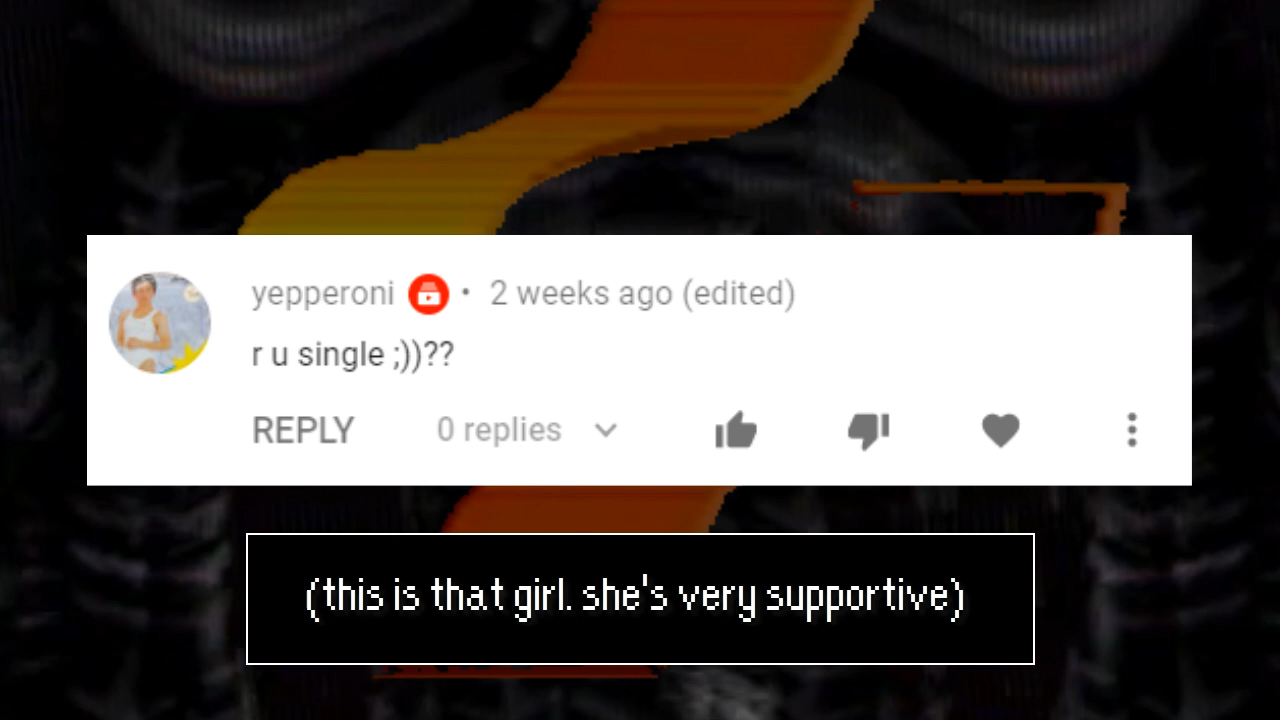 yepperoni • 2 weeks ago (edited)
r u single ;))??
REPLY 0 replies
(this is that girl. she's very supportive)